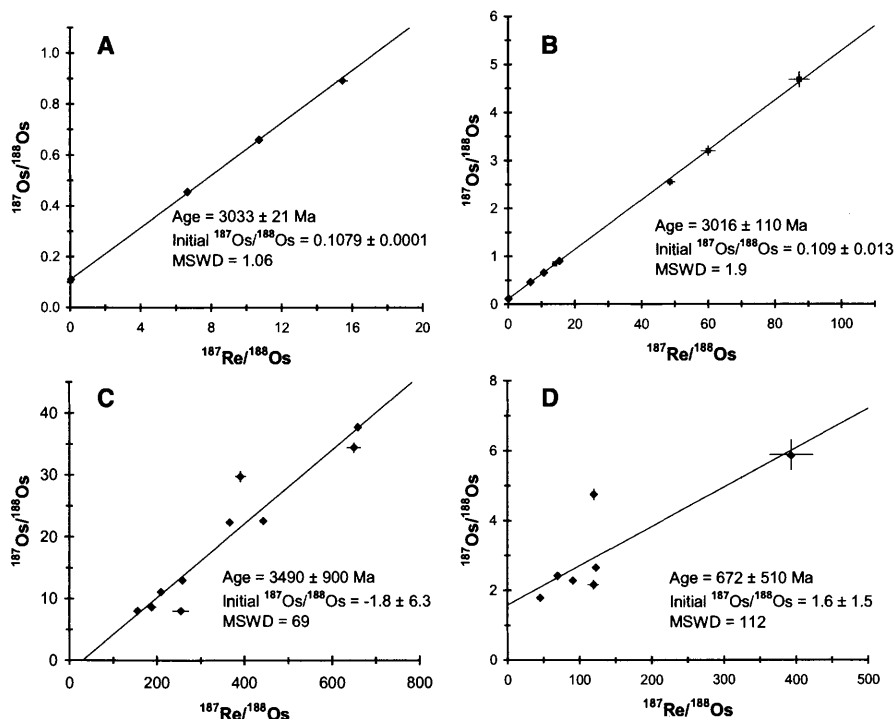 A
1.0
0.8
0.6
0.4
0.2
0.0
0 4 8 12 16 20
¹⁸⁷Os/¹⁸⁸Os
¹⁸⁷Re/¹⁸⁸Os
Age = 3033 ± 21 Ma
Initial ¹⁸⁷Os/¹⁸⁸Os = 0.1079 ± 0.0001
MSWD = 1.06
B
6
5
4
3
2
1
0
0 20 40 60 80 100
¹⁸⁷Os/¹⁸⁸Os
¹⁸⁷Re/¹⁸⁸Os
Age = 3016 ± 110 Ma
Initial ¹⁸⁷Os/¹⁸⁸Os = 0.109 ± 0.013
MSWD = 1.9
C
40
30
20
10
0
200 400 600 800
¹⁸⁷Os/¹⁸⁸Os
¹⁸⁷Re/¹⁸⁸Os
Age = 3490 ± 900 Ma
Initial ¹⁸⁷Os/¹⁸⁸Os = -1.8 ± 6.3
MSWD = 69
D
8
6
4
2
0
0 100 200 300 400 500
¹⁸⁷Os/¹⁸⁸Os
¹⁸⁷Re/¹⁸⁸Os
Age = 672 ± 510 Ma
Initial ¹⁸⁷Os/¹⁸⁸Os = 1.6 ± 1.5
MSWD = 112